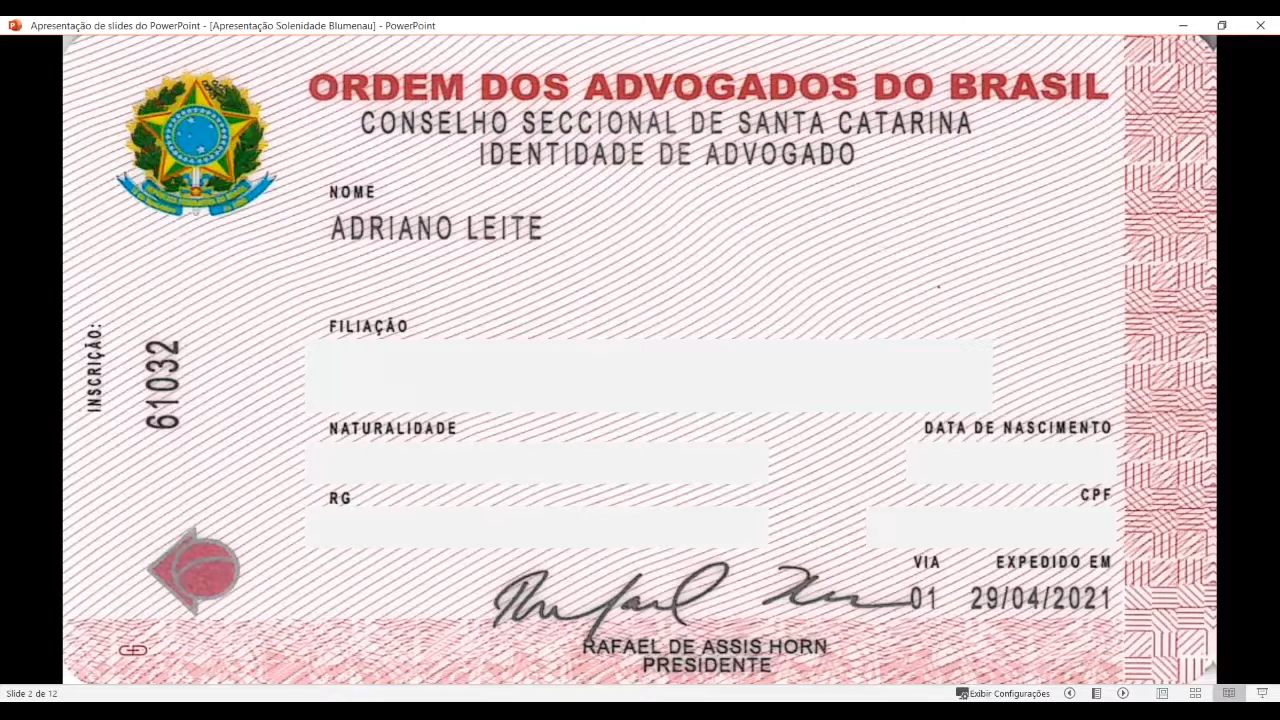 Apresentação de slides do PowerPoint - [Apresentação Solenidade Blumenau] - PowerPoint
ORDEM DOS ADVOGADOS DO BRASIL
CONSELHO SECCIONAL DE SANTA CATARINA
IDENTIDADE DE ADVOGADO
NOME
ADRIANO LEITE
FILIAÇÃO
INSCRIÇÃO:
61032
NATURALIDADE
DATA DE NASCIMENTO
RG
CPF
VIA
EXPEDIDO EM
01
29/04/2021
RAFAEL DE ASSIS HORN
PRESIDENTE
Slide 2 de 12
Exibir Configurações